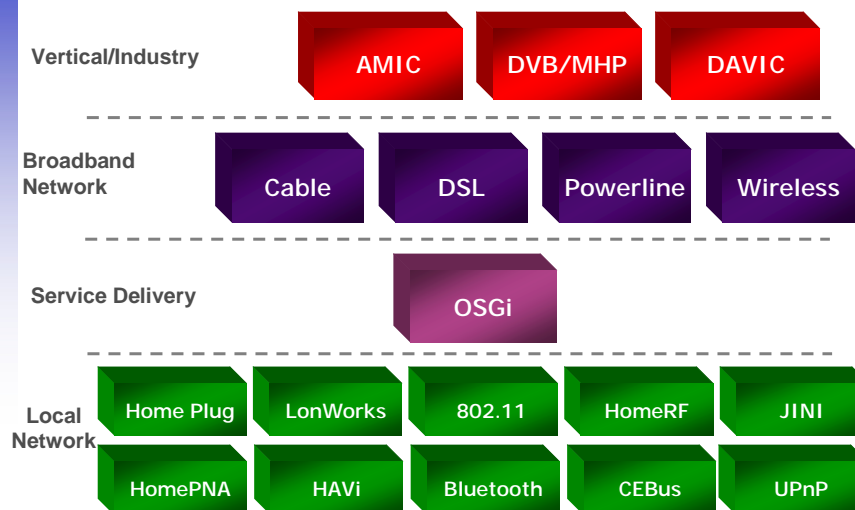 Vertical/Industry
AMIC
DVB/MHP
DAVIC
Broadband
Network
Cable
DSL
Powerline
Wireless
Service Delivery
OSGi
Local
Network
Home Plug
LonWorks
802.11
HomeRF
JINI
HomePNA
HAVi
Bluetooth
CEBus
UPnP